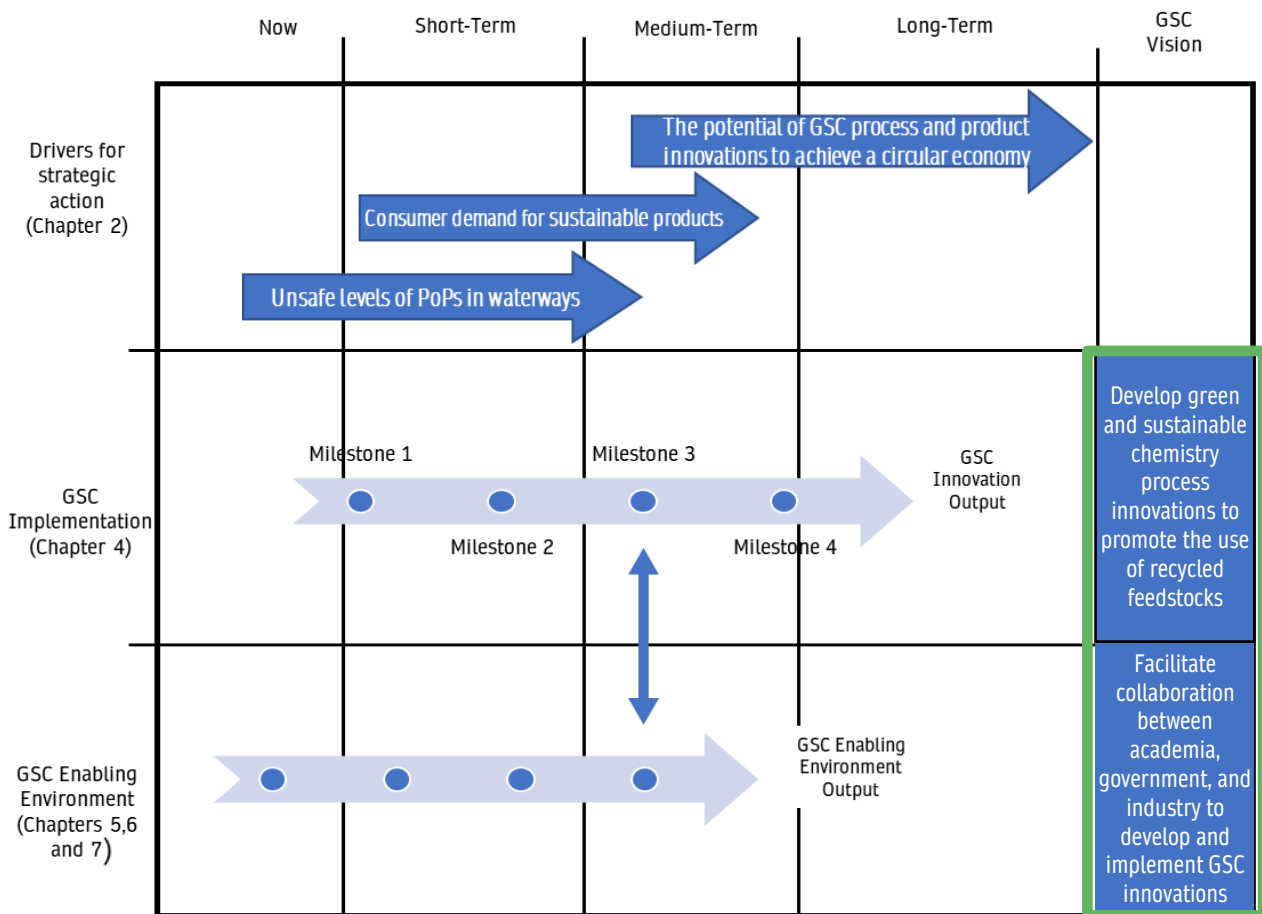 Now
Short-Term
Medium-Term
Long-Term
GSC
Vision
Drivers for
strategic
action
(Chapter 2)
The potential of GSC process and product
innovations to achieve a circular economy
Consumer demand for sustainable products
Unsafe levels of PoPs in waterways
GSC
Implementation
(Chapter 4)
Milestone 1
Milestone 2
Milestone 3
Milestone 4
GSC
Innovation
Output
Develop green
and sustainable
chemistry
process
innovations to
promote the use
of recycled
feedstocks
GSC Enabling
Environment
(Chapters 5,6
and 7)
GSC Enabling
Environment
Output
Facilitate
collaboration
between
academia,
government, and
industry to
develop and
implement GSC
innovations